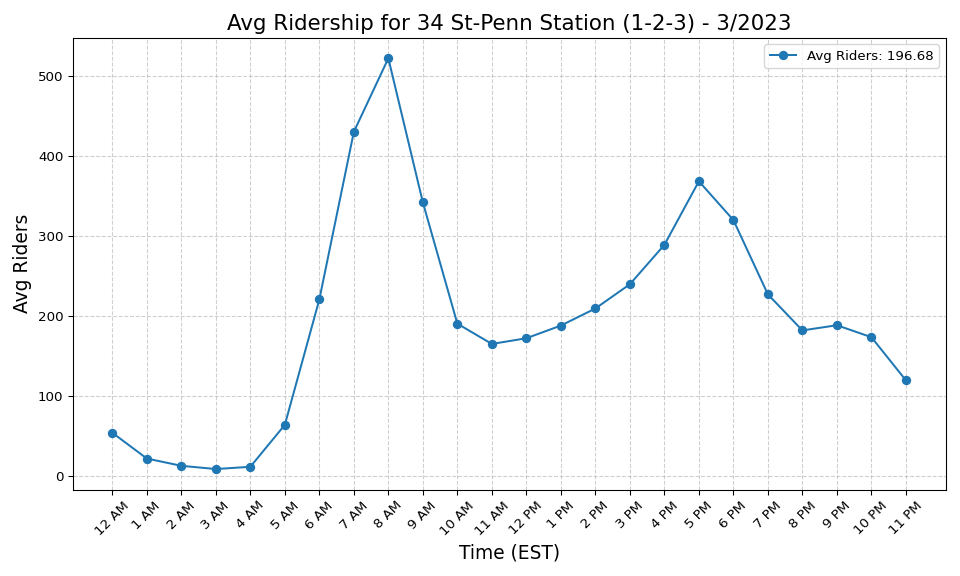 Avg Ridership for 34 St-Penn Station (1-2-3) - 3/2023
Avg Riders: 196.68
500
400
300
200
100
0
Avg Riders
12 AM
1 AM
2 AM
3 AM
4 AM
5 AM
6 AM
7 AM
8 AM
9 AM
10 AM
11 AM
12 PM
1 PM
2 PM
3 PM
4 PM
5 PM
6 PM
7 PM
8 PM
9 PM
10 PM
11 PM
Time (EST)